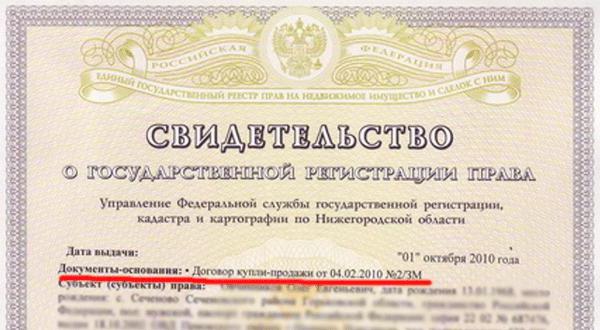 РОССИЙСКАЯ ФЕДЕРАЦИЯ
ЕДИНЫЙ ГОСУДАРСТВЕННЫЙ РЕЕСТР ПРАВ НА НЕДВИЖИМОЕ ИМУЩЕСТВО И СДЕЛОК С НИМ
СВИДЕТЕЛЬСТВО
О ГОСУДАРСТВЕННОЙ РЕГИСТРАЦИИ ПРАВА
Управление Федеральной службы государственной регистрации,
кадастра и картографии по Нижегородской области
Дата выдачи: "01" октября 2010 года
Документы-основания: • Договор купли-продажи от 04.02.2010 №2/3М
Субъект (субъекты) права: